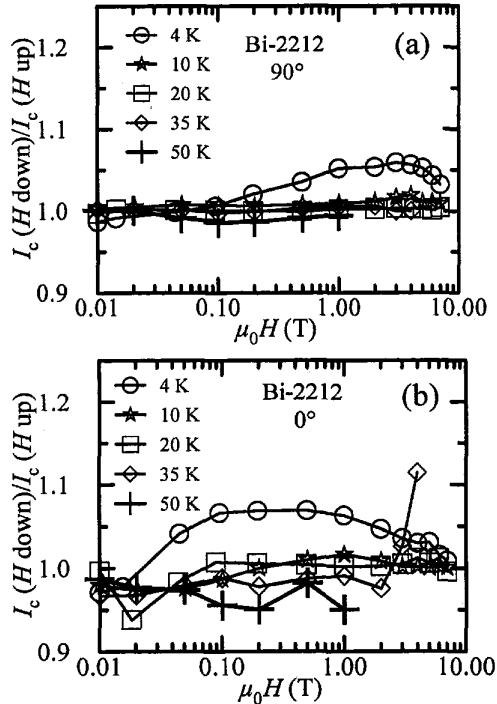 1.2
1.1
1.0
0.9
I_c (H down)/I_c (H up)
4 K
10 K
20 K
35 K
50 K
Bi-2212
90°
(a)
0.01 0.10 1.00 10.00
μ₀H (T)
1.2
1.1
1.0
0.9
I_c (H down)/I_c (H up)
4 K
10 K
20 K
35 K
50 K
Bi-2212
0°
(b)
0.01 0.10 1.00 10.00
μ₀H (T)